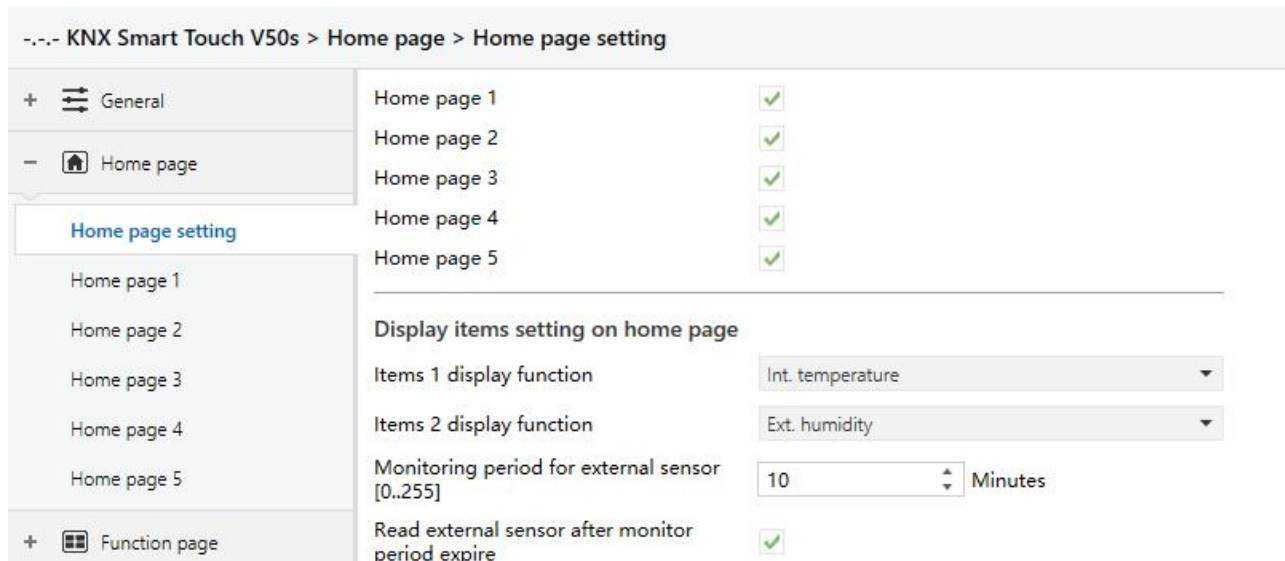 -.-.- KNX Smart Touch V50s > Home page > Home page setting
+ General
- Home page
Home page setting
Home page 1
Home page 2
Home page 3
Home page 4
Home page 5
+ Function page
Home page 1
Home page 2
Home page 3
Home page 4
Home page 5
Display items setting on home page
Items 1 display function Int. temperature
Items 2 display function Ext. humidity
Monitoring period for external sensor
[0..255] 10 Minutes
Read external sensor after monitor
period expire